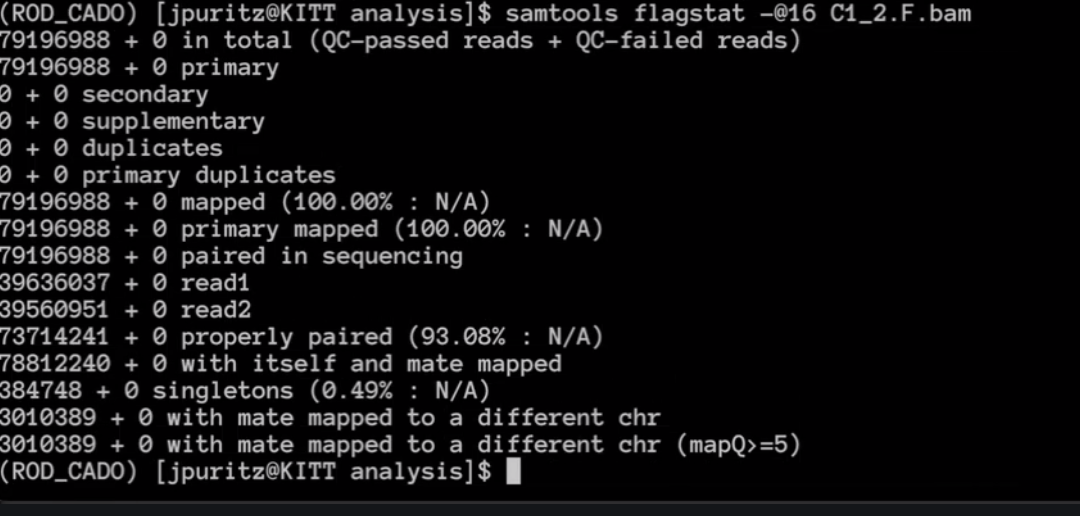 (ROD_CADO) [jpuritz@KITT analysis]$ samtools flagstat -@16 C1_2.F.bam
79196988 + 0 in total (QC-passed reads + QC-failed reads)
79196988 + 0 primary
0 + 0 secondary
0 + 0 supplementary
0 + 0 duplicates
0 + 0 primary duplicates
79196988 + 0 mapped (100.00% : N/A)
79196988 + 0 primary mapped (100.00% : N/A)
79196988 + 0 paired in sequencing
39636037 + 0 read1
39560951 + 0 read2
73714241 + 0 properly paired (93.08% : N/A)
78812240 + 0 with itself and mate mapped
384748 + 0 singletons (0.49% : N/A)
3010389 + 0 with mate mapped to a different chr
3010389 + 0 with mate mapped to a different chr (mapQ>=5)
(ROD_CADO) [jpuritz@KITT analysis]$